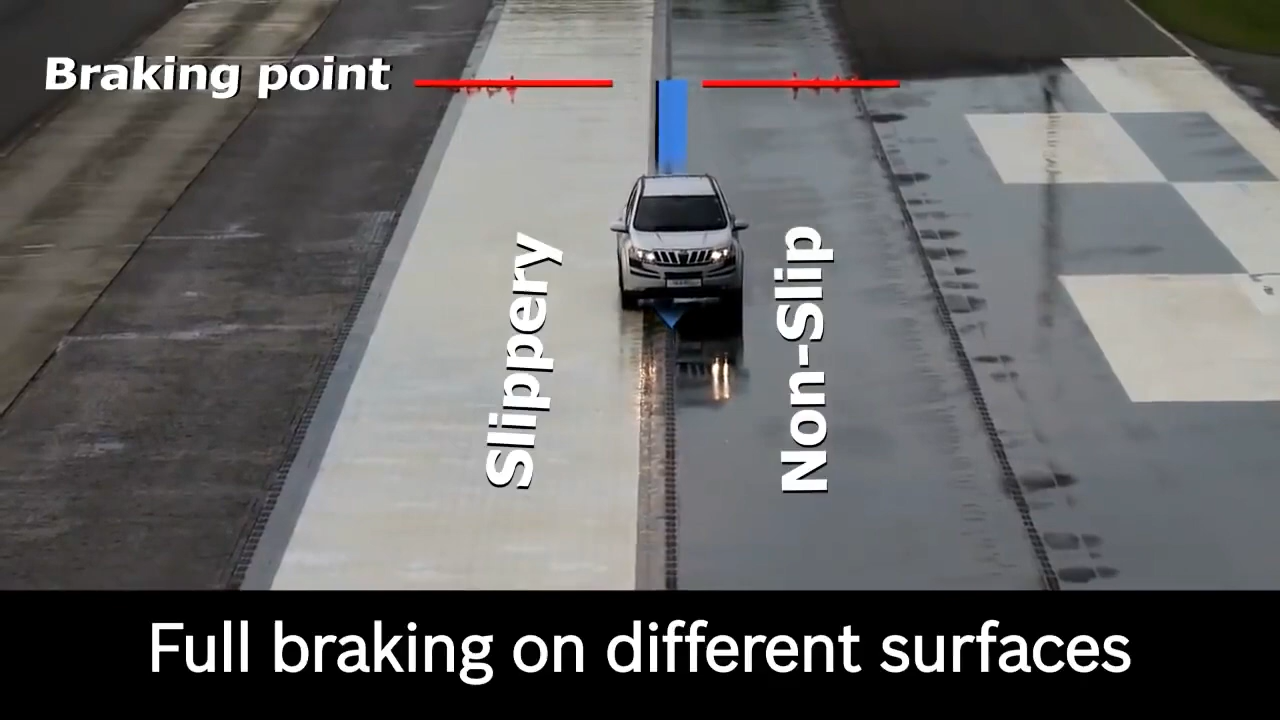 Braking point
Slippery
Non-Slip
Full braking on different surfaces